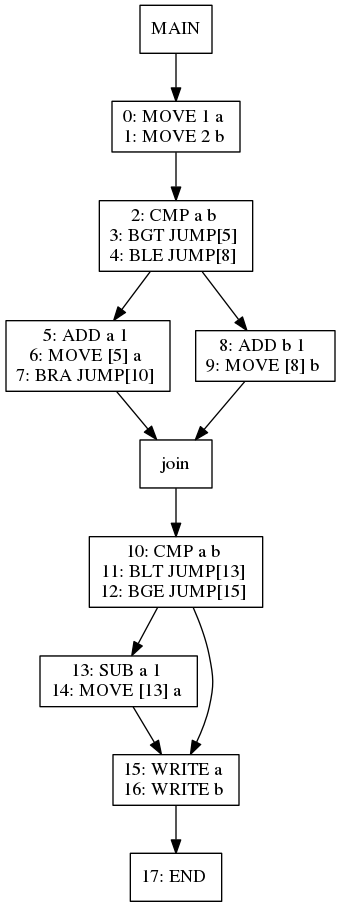 MAIN
0: MOVE 1 a
1: MOVE 2 b
2: CMP a b
3: BGT JUMP[5]
4: BLE JUMP[8]
5: ADD a 1
6: MOVE [5] a
7: BRA JUMP[10]
8: ADD b 1
9: MOVE [8] b
join
10: CMP a b
11: BLT JUMP[13]
12: BGE JUMP[15]
13: SUB a 1
14: MOVE [13] a
15: WRITE a
16: WRITE b
17: END